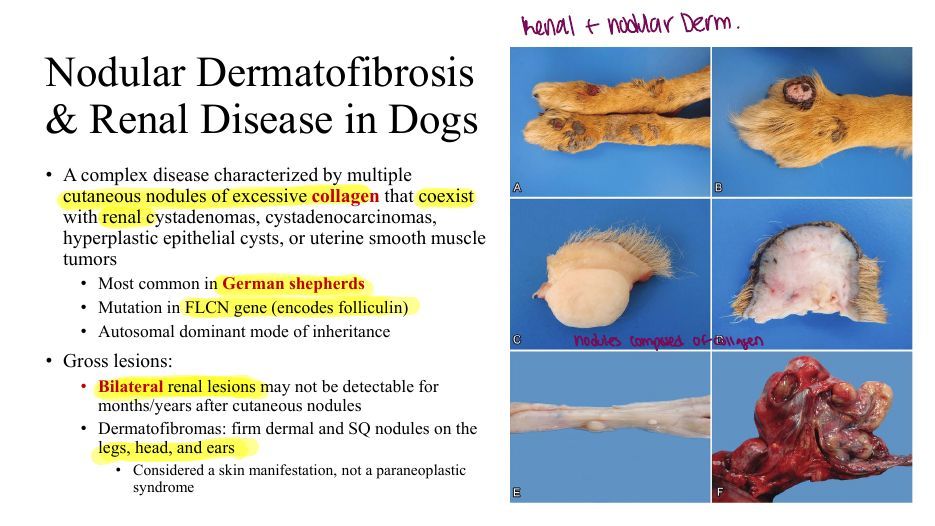 Renal + nodular Derm.
Nodular Dermatofibrosis
& Renal Disease in Dogs
• A complex disease characterized by multiple
cutaneous nodules of excessive collagen that coexist
with renal cystadenomas, cystadenocarcinomas,
hyperplastic epithelial cysts, or uterine smooth muscle
tumors
• Most common in German shepherds
• Mutation in FLCN gene (encodes folliculin)
• Autosomal dominant mode of inheritance
• Gross lesions:
• Bilateral renal lesions may not be detectable for
months/years after cutaneous nodules
• Dermatofibromas: firm dermal and SQ nodules on the
legs, head, and ears
• Considered a skin manifestation, not a paraneoplastic
syndrome
A
B
C
D
nodules composed of collagen
E
F